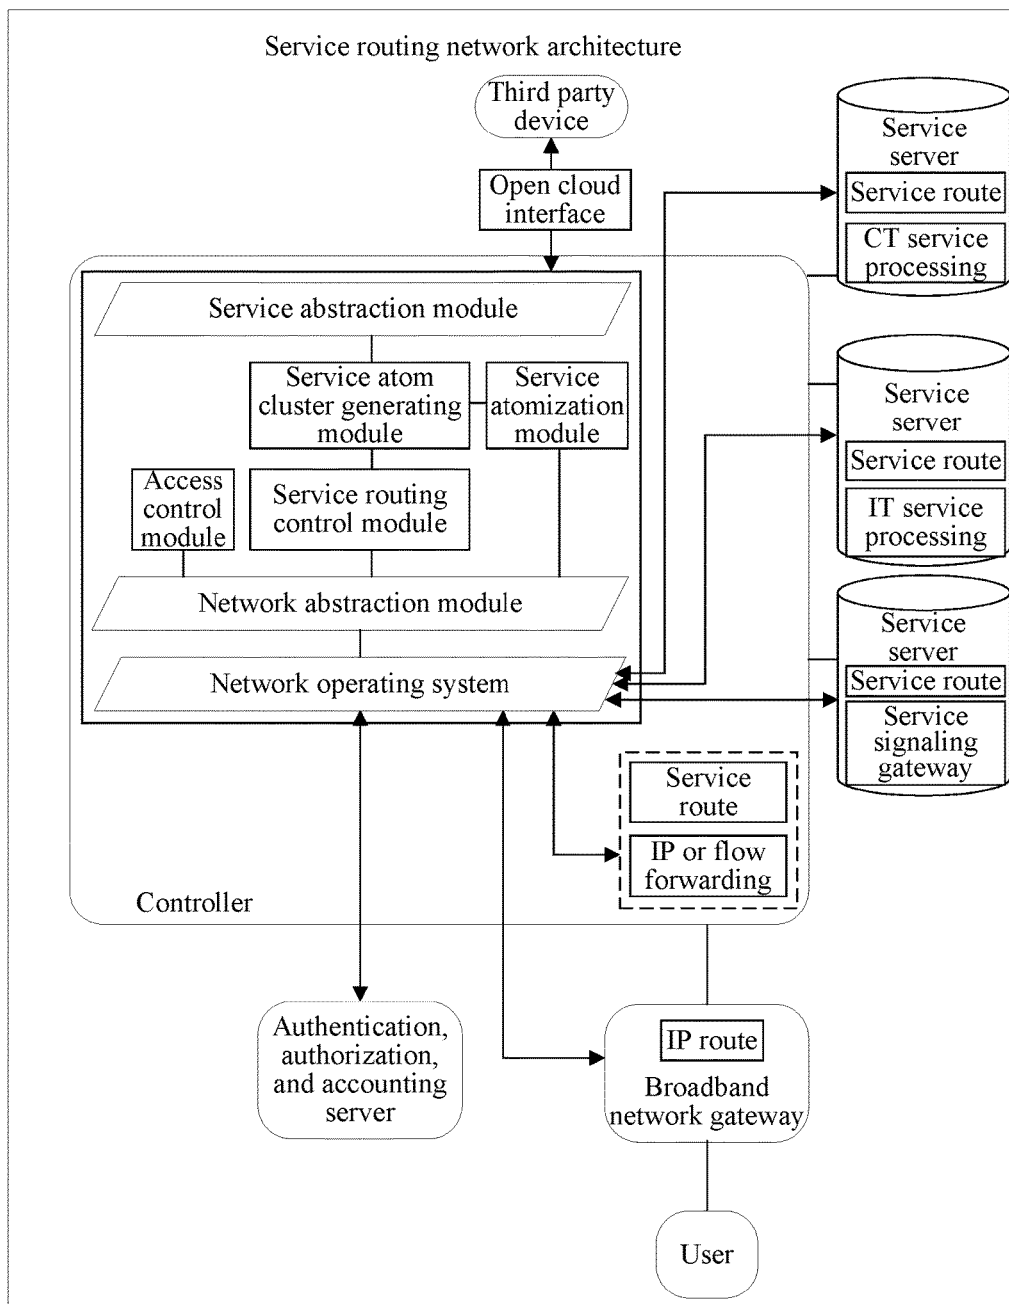 Service routing network architecture
Third party
device
Open cloud
interface
Service
server
Service route
CT service
processing
Service abstraction module
Service atom
cluster generating
module
Service
atomization
module
Service
server
Service route
IT service
processing
Access
control
module
Service routing
control module
Network abstraction module
Service
server
Service route
Service
signaling
gateway
Network operating system
Service
route
IP or flow
forwarding
Controller
Authentication,
authorization,
and accounting
server
IP route
Broadband
network gateway
User